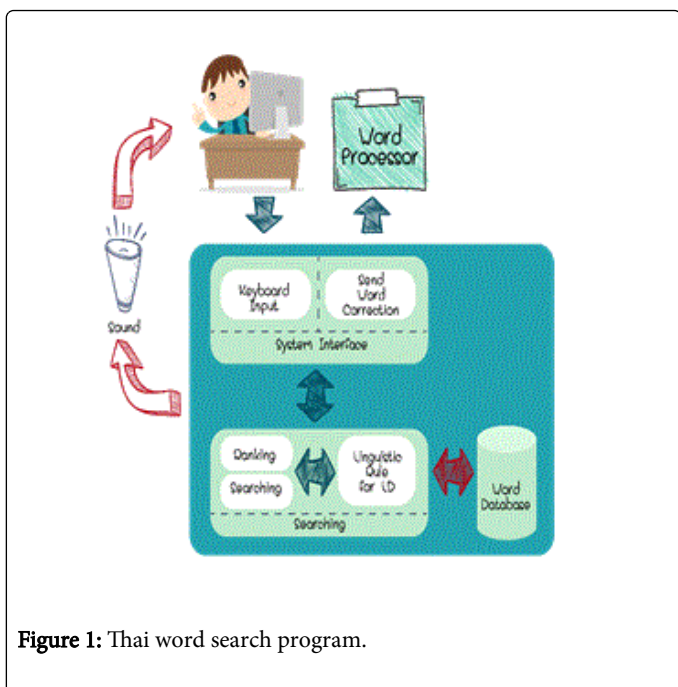 Word
Processor
Keyboard
Input
Send
Word
Correction
System Interface
Sound
Ranking
Searching
Linguistic
Rule
for LD
Searching
Word
Database
Figure 1: Thai word search program.